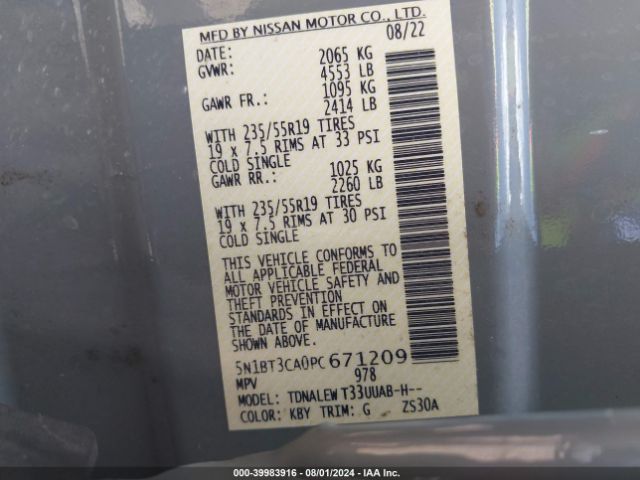 MFD BY NISSAN MOTOR CO., LTD.
DATE: 08/22
GVWR: 2065 KG
4553 LB
GAWR FR.: 1095 KG
2414 LB
WITH 235/55R19 TIRES
19 x 7.5 RIMS AT 33 PSI
COLD SINGLE
GAWR RR.: 1025 KG
2260 LB
WITH 235/55R19 TIRES
19 x 7.5 RIMS AT 30 PSI
COLD SINGLE
THIS VEHICLE CONFORMS TO
ALL APPLICABLE FEDERAL
MOTOR VEHICLE SAFETY AND
THEFT PREVENTION
STANDARDS IN EFFECT ON
THE DATE OF MANUFACTURE
SHOWN ABOVE.
5N1BT3CA0PC671209
MPV 978
MODEL: TDNALEW T33UUAB-H--
COLOR: KBY TRIM: G ZS30A
000-39983916 - 08/01/2024 - IAA Inc.